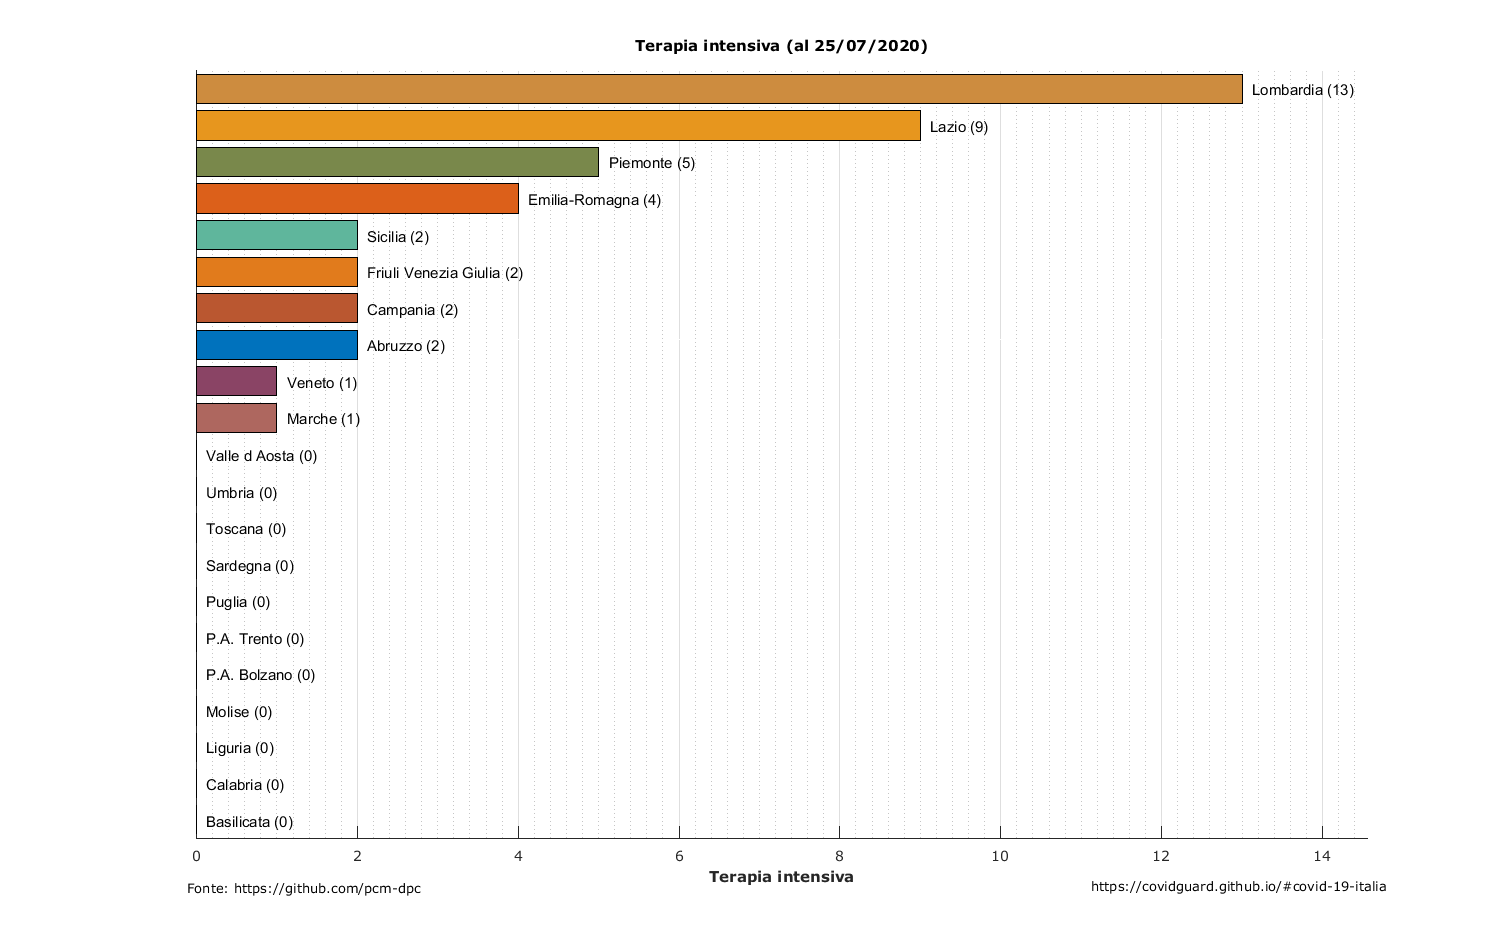 Terapia intensiva (al 25/07/2020)
Lombardia (13)
Lazio (9)
Piemonte (5)
Emilia-Romagna (4)
Sicilia (2)
Friuli Venezia Giulia (2)
Campania (2)
Abruzzo (2)
Veneto (1)
Marche (1)
Valle d Aosta (0)
Umbria (0)
Toscana (0)
Sardegna (0)
Puglia (0)
P.A. Trento (0)
P.A. Bolzano (0)
Molise (0)
Liguria (0)
Calabria (0)
Basilicata (0)
0 2 4 6 8 10 12 14
Terapia intensiva
Fonte: https://github.com/pcm-dpc
https://covidguard.github.io/#covid-19-italia